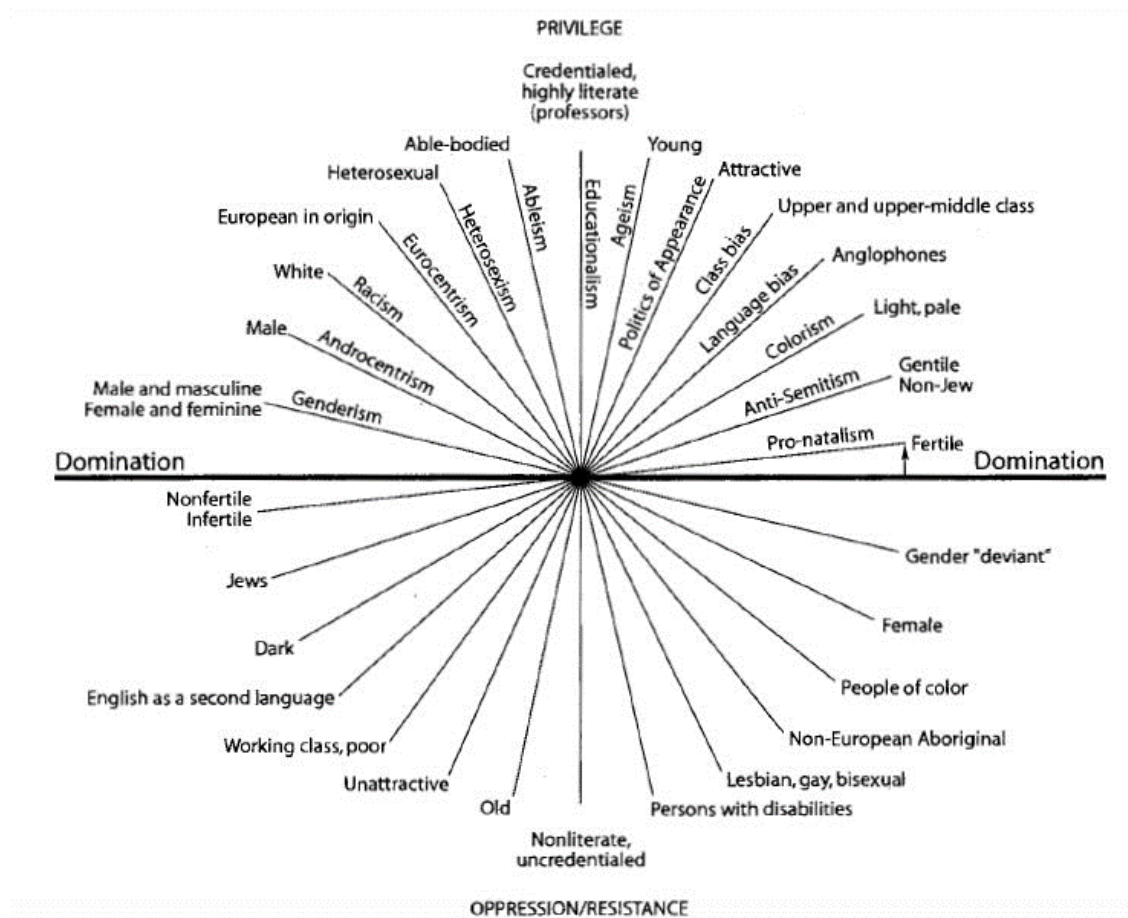 PRIVILEGE
Credentialed,
highly literate
(professors)
Able-bodied
Young
Heterosexual
Attractive
European in origin
Upper and upper-middle class
White
Anglophones
Male
Light, pale
Male and masculine
Female and feminine
Gentile
Non-Jew
Fertile
Genderism
Androcentrism
Racism
Eurocentrism
Heterosexism
Ableism
Educationalism
Ageism
Politics of Appearance
Class bias
Language bias
Colorism
Anti-Semitism
Pro-natalism
Domination
Domination
Nonfertile
Infertile
Gender "deviant"
Jews
Female
Dark
People of color
English as a second language
Non-European Aboriginal
Working class, poor
Lesbian, gay, bisexual
Unattractive
Persons with disabilities
Old
Nonliterate,
uncredentialed
OPPRESSION/RESISTANCE